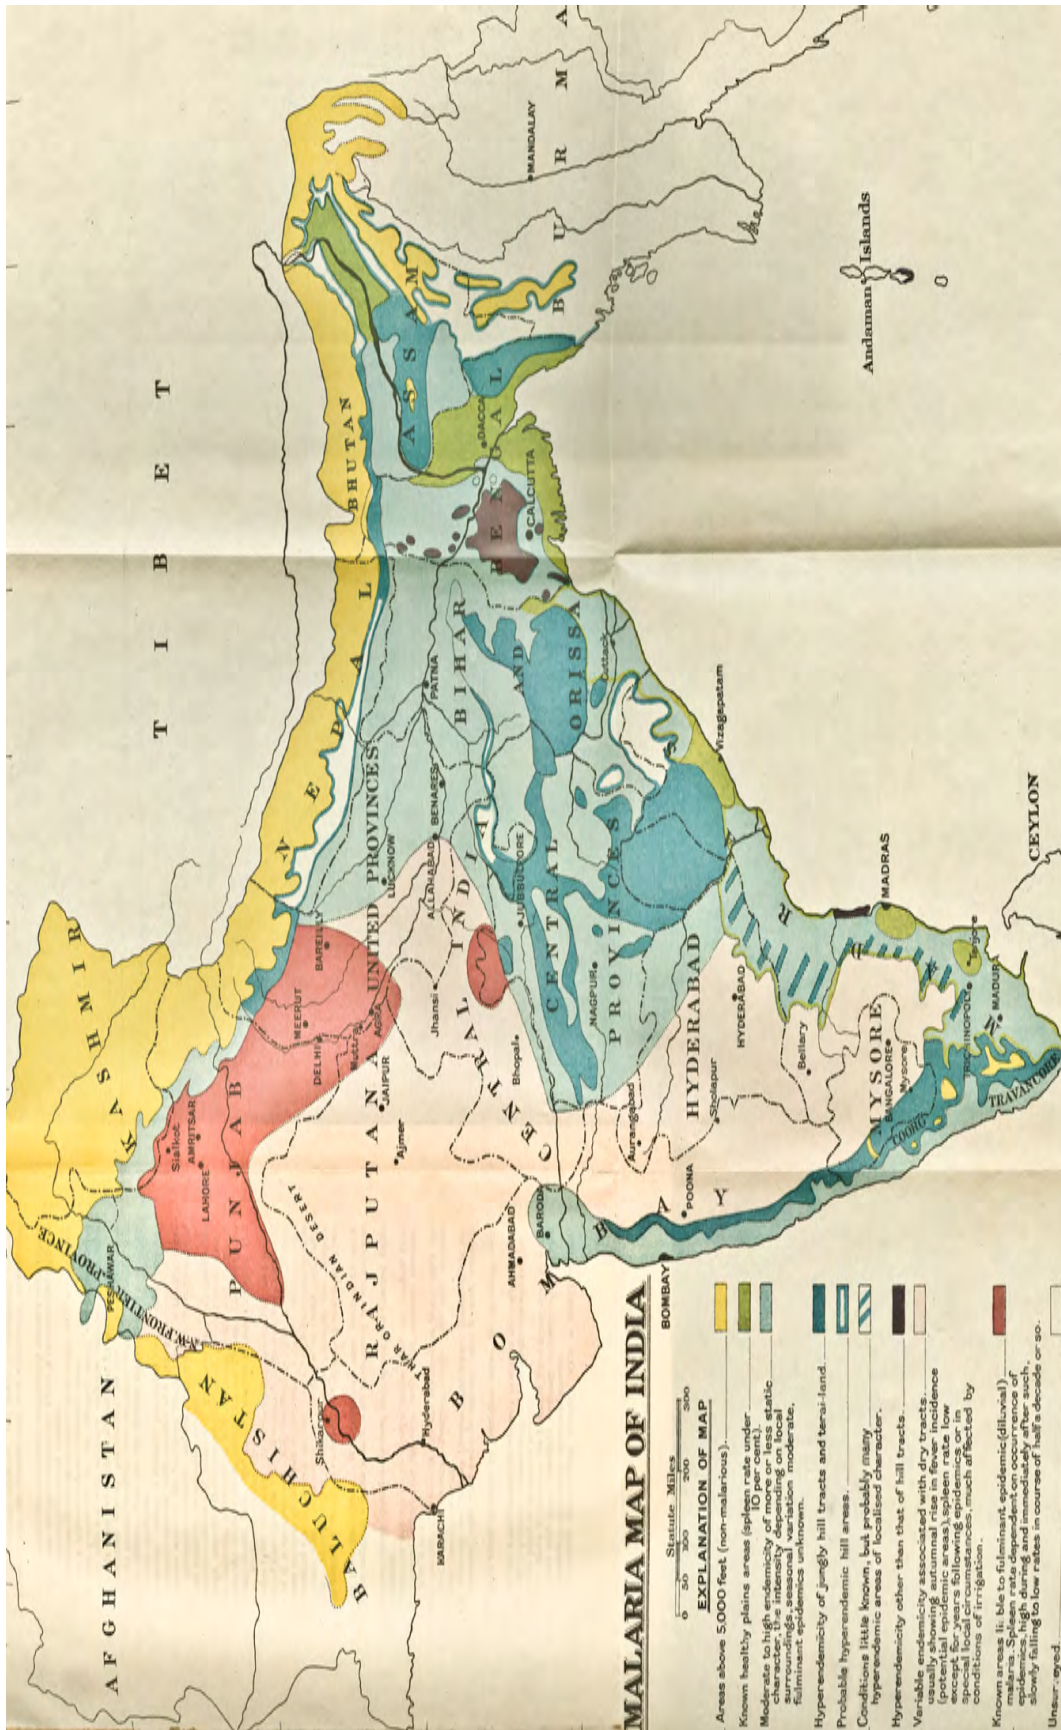 MALARIA MAP OF INDIA
Statute Miles
0 50 100 200 300
EXPLANATION OF MAP
Areas above 5,000 feet (non-malarious)
Known healthy plains areas (spleen rate under
10 per cent).
Moderate to high endemicity of more or less static
character, the intensity depending on local
surroundings, seasonal variation moderate,
fulminant epidemics unknown.
Hyperendemicity of jungly hill tracts and terai-land
Probable hyperendemic hill areas
Conditions little known, but probably many
hyperendemic areas of localised character.
Hyperendemicity other than that of hill tracts
Variable endemicity associated with dry tracts
usually showing autumnal rise in fever incidence
(potential epidemic areas), spleen rate low
except for years following epidemics or in
special local circumstances, much affected by
conditions of irrigation.
Known areas liable to fulminant epidemic (diluvial)
malaria. Spleen rate dependent on occurrence of
epidemics, high during and immediately after such,
slowly falling to low rates in course of half a decade or so.
Unsurveyed
AFGHANISTAN
TIBET
KASHMIR
N-W. FRONTIER PROVINCE
PESHAWAR
BALUCHISTAN
PUNJAB
Sialkot
AMRITSAR
LAHORE
Shikarpur
Hyderabad
KARACHI
THAR OR INDIAN DESERT
RAJPUTANA
Ajmer
JAIPUR
DELHI
MEERUT
Muttra
AGRA
BAREILLY
UNITED PROVINCES
LUCKNOW
ALLAHABAD
BENARES
Jhansi
NEPAL
BHUTAN
PATNA
BIHAR
AND
ORISSA
Cuttack
BENGAL
CALCUTTA
DACCA
ASSAM
BURMA
MANDALAY
CENTRAL INDIA
Bhopal
JUBBULPORE
CENTRAL
PROVINCES
NAGPUR
AHMADABAD
BARODA
BOMBAY
BOMBAY
POONA
Aurangabad
Sholapur
HYDERABAD
HYDERABAD
Bellary
Vizagapatam
MADRAS
MYSORE
BANGALORE
Mysore
COORG
TRICHINOPOLY
Tanjore
MADURA
TRAVANCORE
CEYLON
Andaman Islands